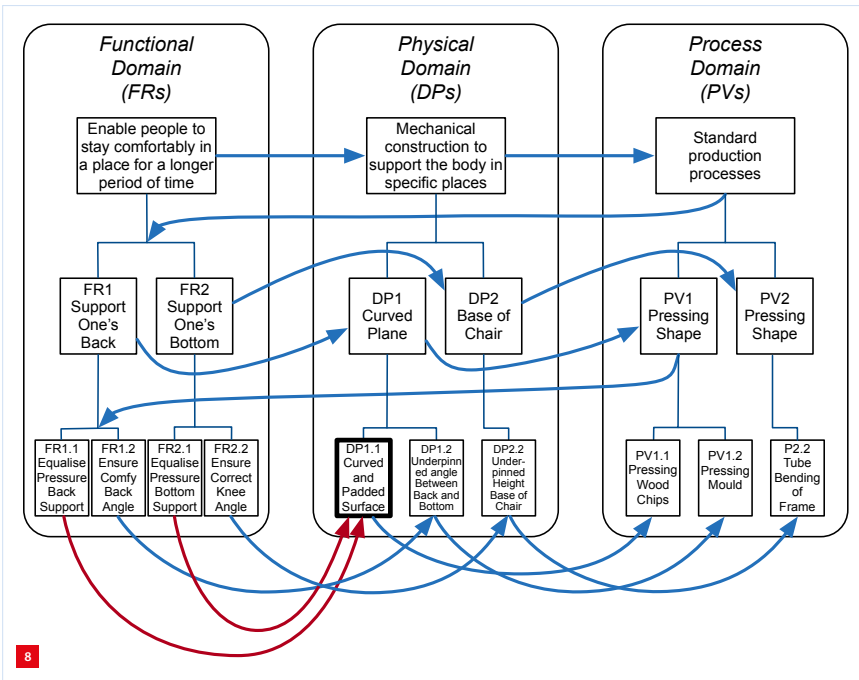 Functional
Domain
(FRs)
Physical
Domain
(DPs)
Process
Domain
(PVs)
Enable people to
stay comfortably in
a place for a longer
period of time
Mechanical
construction to
support the body in
specific places
Standard
production
processes
FR1
Support
One's
Back
FR2
Support
One's
Bottom
DP1
Curved
Plane
DP2
Base of
Chair
PV1
Pressing
Shape
PV2
Pressing
Shape
FR1.1
Equalise
Pressure
Back
Support
FR1.2
Ensure
Comfy
Back
Angle
FR2.1
Equalise
Pressure
Bottom
Support
FR2.2
Ensure
Correct
Knee
Angle
DP1.1
Curved
and
Padded
Surface
DP1.2
Underpinn
ed angle
Between
Back and
Bottom
DP2.2
Under-
pinned
Height
Base of
Chair
PV1.1
Pressing
Wood
Chips
PV1.2
Pressing
Mould
P2.2
Tube
Bending
of
Frame
8